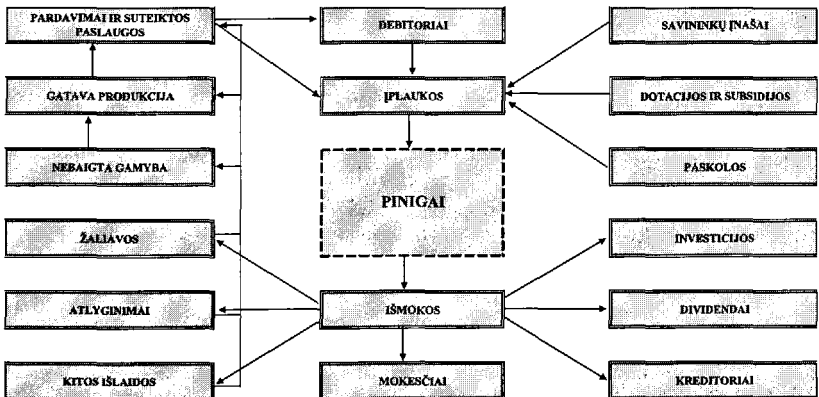 PARDAVIMAI IR SUTEIKTOS
PASLAUGOS
DEBITORIAI
SAVININKŲ ĮNAŠAI
GATAVA PRODUKCIJA
ĮPLAUKOS
DOTACIJOS IR SUBSIDIJOS
NEBAIGTA GAMYBA
PINIGAI
PASKOLOS
ŽALIAVOS
INVESTICIJOS
ATLYGINIMAI
IŠMOKOS
DIVIDENDAI
KITOS IŠLAIDOS
MOKESČIAI
KREDITORIAI